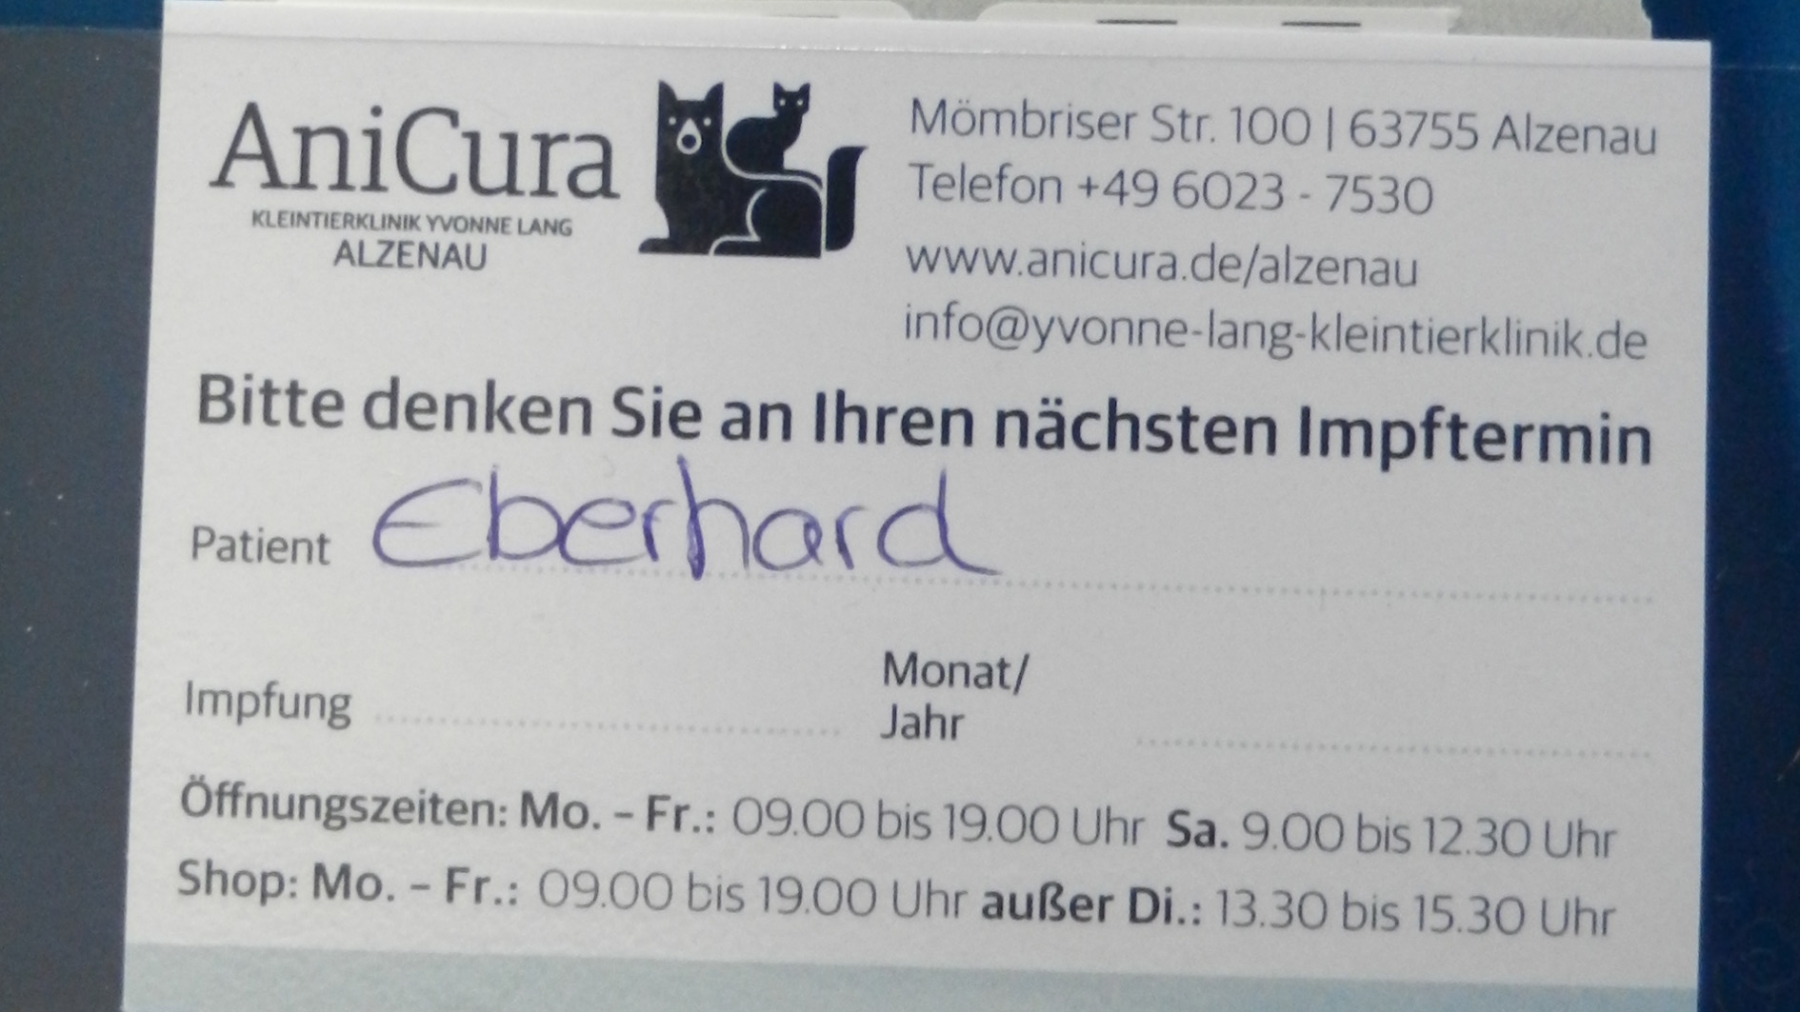 AniCura
KLEINTIERKLINIK YVONNE LANG
ALZENAU
Mömbriser Str. 100 | 63755 Alzenau
Telefon +49 6023 - 7530
www.anicura.de/alzenau
info@yvonne-lang-kleintierklinik.de
Bitte denken Sie an Ihren nächsten Impftermin
Patient Eberhard
Impfung
Monat/
Jahr
Öffnungszeiten: Mo. – Fr.: 09.00 bis 19.00 Uhr Sa. 9.00 bis 12.30 Uhr
Shop: Mo. – Fr.: 09.00 bis 19.00 Uhr außer Di.: 13.30 bis 15.30 Uhr